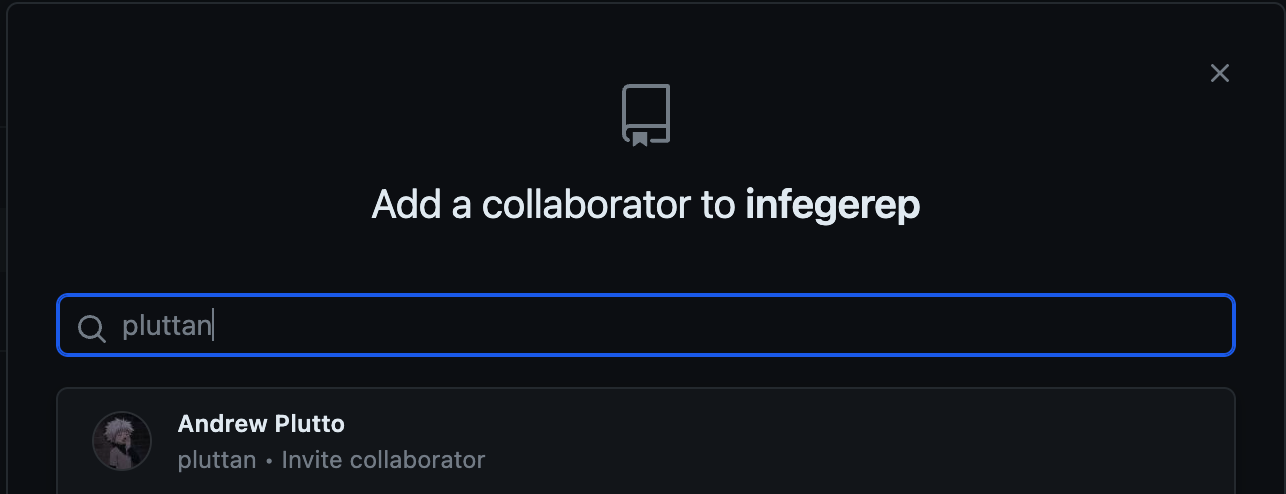 Add a collaborator to infegerep
pluttan
Andrew Plutto
pluttan • Invite collaborator